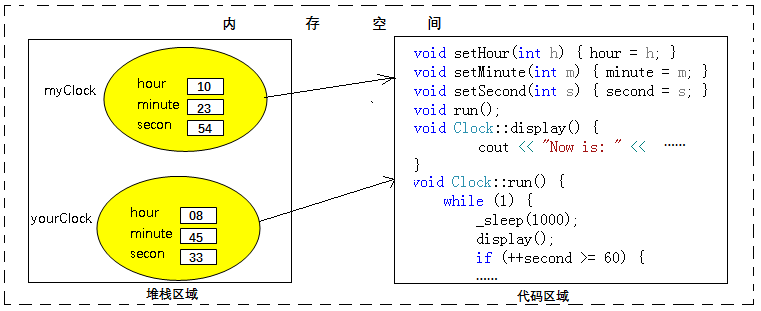 内 存 空 间
myClock
hour 10
minute 23
secon 54
yourClock
hour 08
minute 45
secon 33
堆栈区域
void setHour(int h) { hour = h; }
void setMinute(int m) { minute = m; }
void setSecond(int s) { second = s; }
void run();
void Clock::display() {
cout << "Now is: " << ……
}
void Clock::run() {
while (1) {
_sleep(1000);
display();
if (++second >= 60) {
……
代码区域